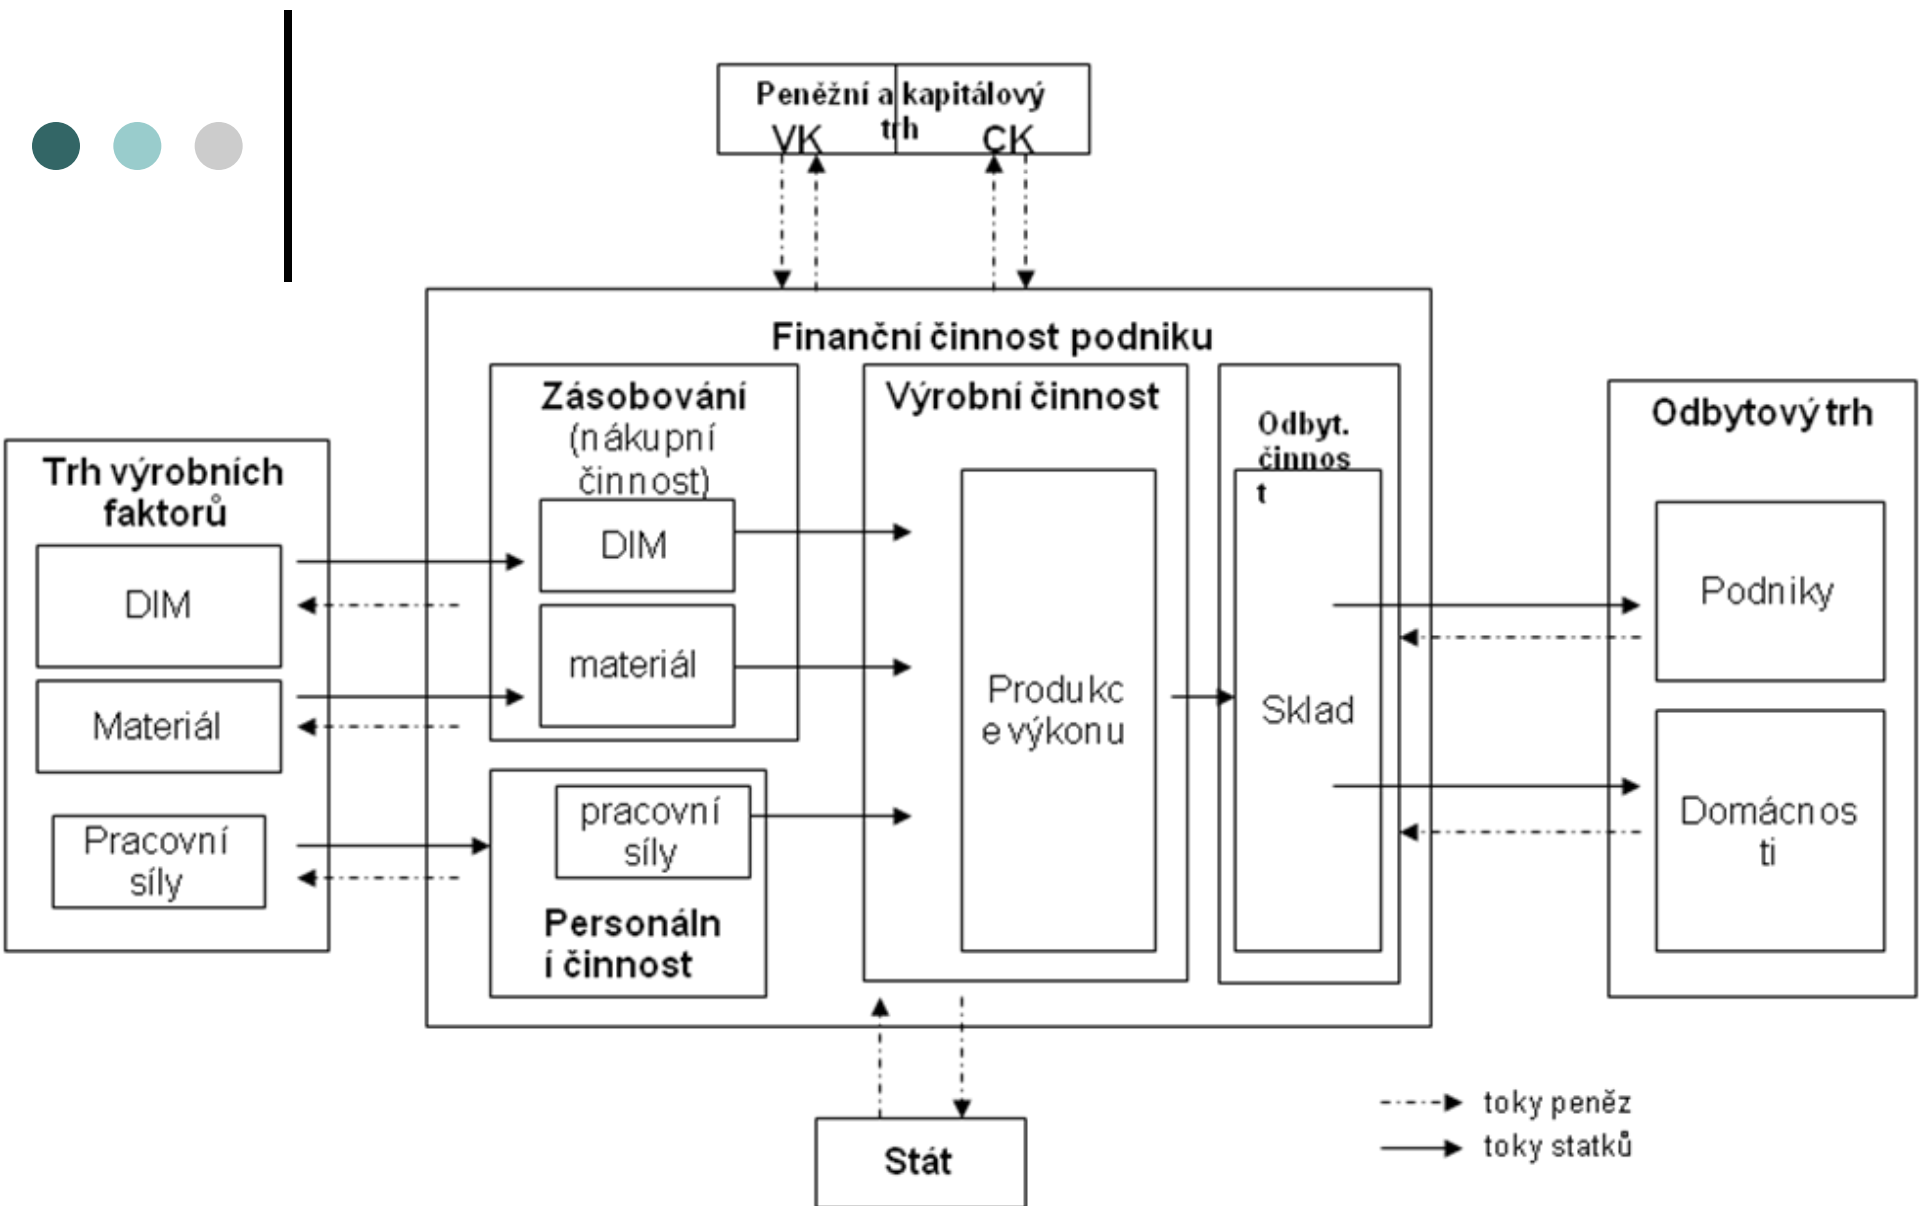 Peněžní a kapitálový
trh
VK
CK
Finanční činnost podniku
Trh výrobních
faktorů
DIM
Materiál
Pracovní
síly
Zásobování
(nákupní
činnost)
DIM
materiál
pracovní
síly
Personáln
í činnost
Výrobní činnost
Produkc
e výkonu
Odbyt.
činnos
t
Sklad
Odbytový trh
Podniky
Domácnos
ti
Stát
toky peněz
toky statků